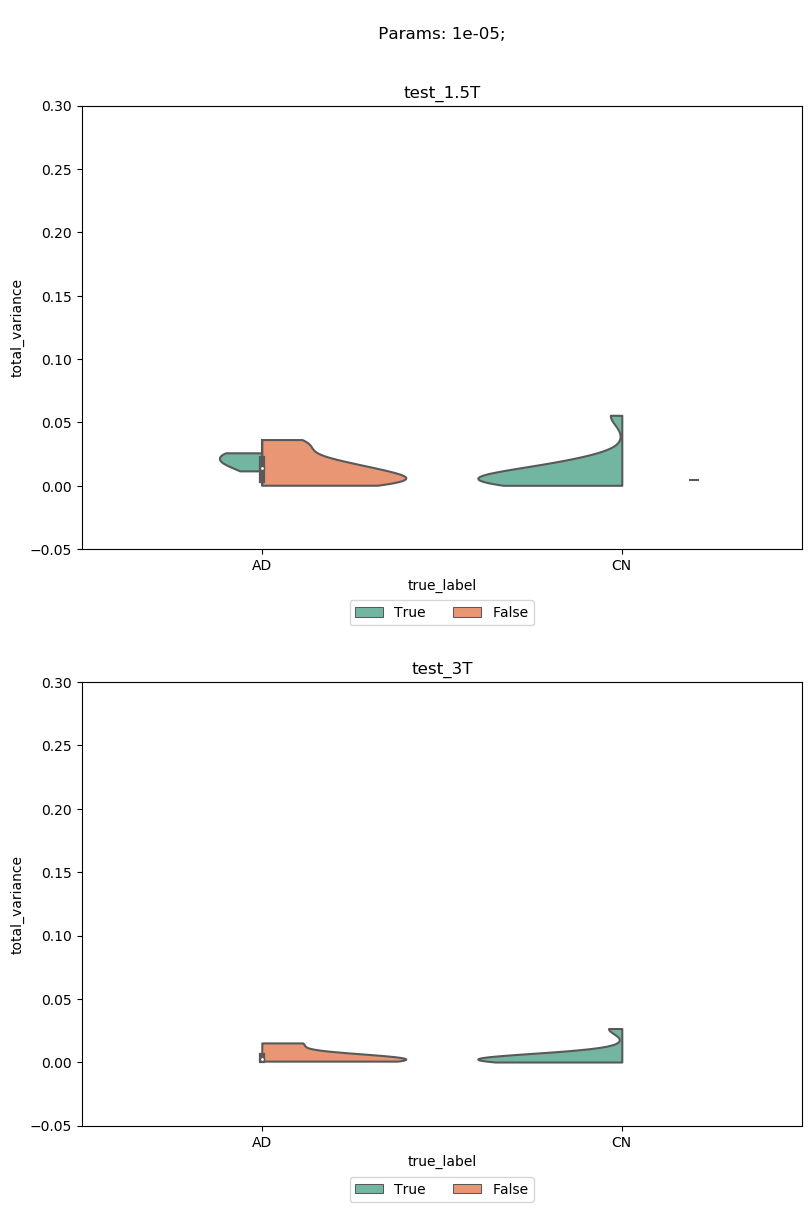 Params: 1e-05;
test_1.5T
0.30
0.25
0.20
0.15
0.10
0.05
0.00
−0.05
total_variance
AD CN
true_label
True False
test_3T
0.30
0.25
0.20
0.15
0.10
0.05
0.00
−0.05
total_variance
AD CN
true_label
True False